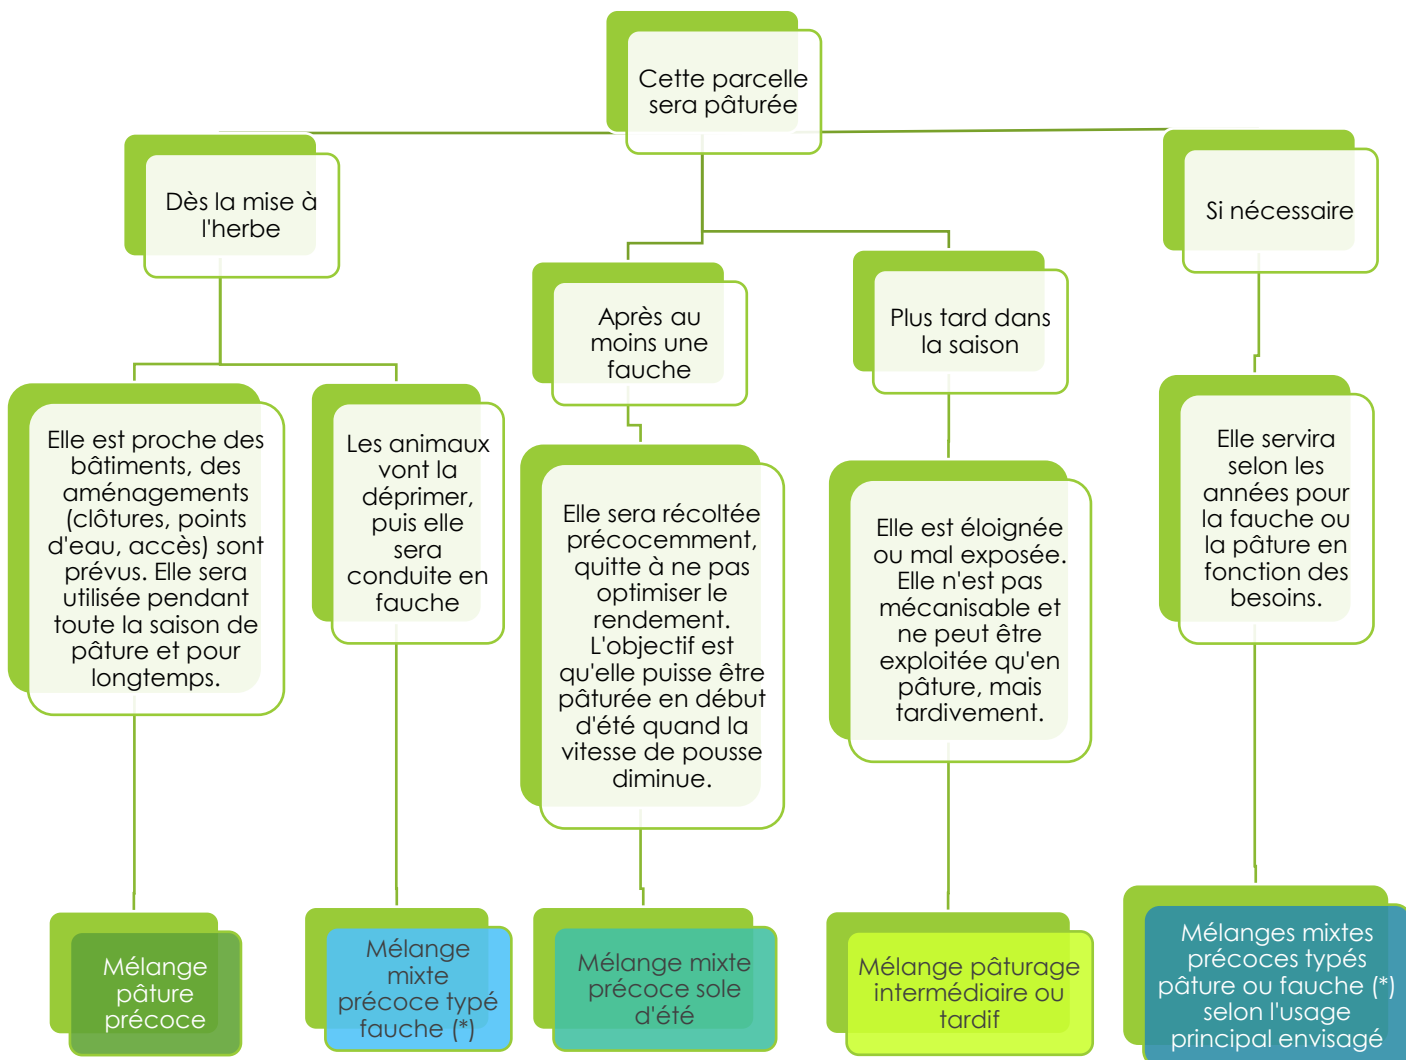 Cette parcelle
sera pâturée
Dès la mise à
l'herbe
Si nécessaire
Après au
moins une
fauche
Plus tard dans
la saison
Elle est proche des
bâtiments, des
aménagements
(clôtures, points
d'eau, accès) sont
prévus. Elle sera
utilisée pendant
toute la saison de
pâture et pour
longtemps.
Les animaux
vont la
déprimer,
puis elle
sera
conduite en
fauche
Elle sera récoltée
précocemment,
quitte à ne pas
optimiser le
rendement.
L'objectif est
qu'elle puisse être
pâturée en début
d'été quand la
vitesse de pousse
diminue.
Elle est éloignée
ou mal exposée.
Elle n'est pas
mécanisable et
ne peut être
exploitée qu'en
pâture, mais
tardivement.
Elle servira
selon les
années pour
la fauche ou
la pâture en
fonction des
besoins.
Mélange
pâture
précoce
Mélange
mixte
précoce typé
fauche (*)
Mélange mixte
précoce sole
d'été
Mélange pâturage
intermédiaire ou
tardif
Mélanges mixtes
précoces typés
pâture ou fauche (*)
selon l'usage
principal envisagé